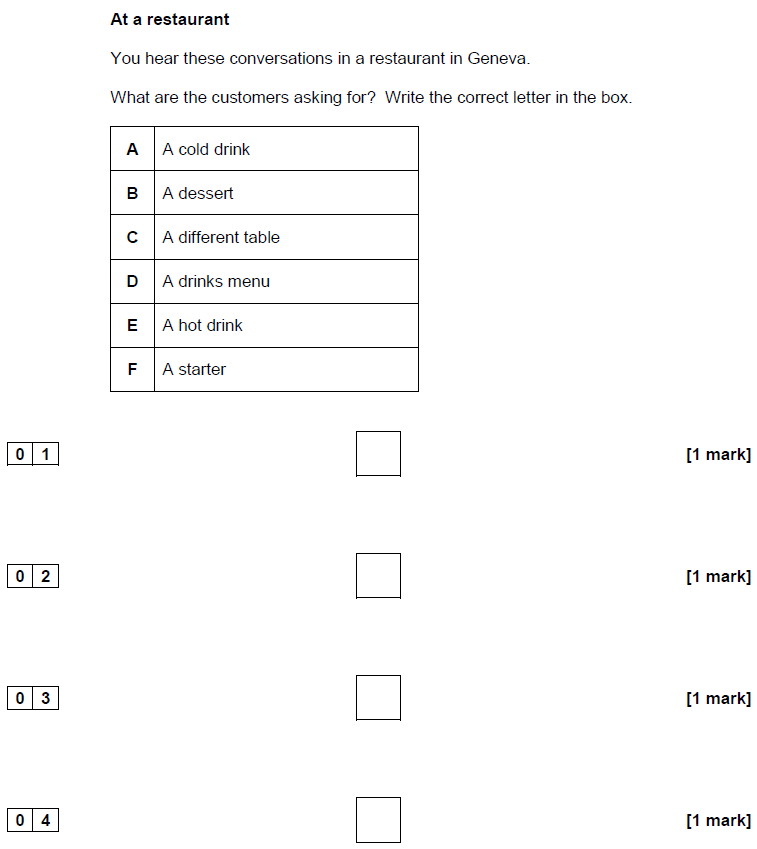 At a restaurant
You hear these conversations in a restaurant in Geneva.
What are the customers asking for? Write the correct letter in the box.
A A cold drink
B A dessert
C A different table
D A drinks menu
E A hot drink
F A starter
0 1 [1 mark]
0 2 [1 mark]
0 3 [1 mark]
0 4 [1 mark]